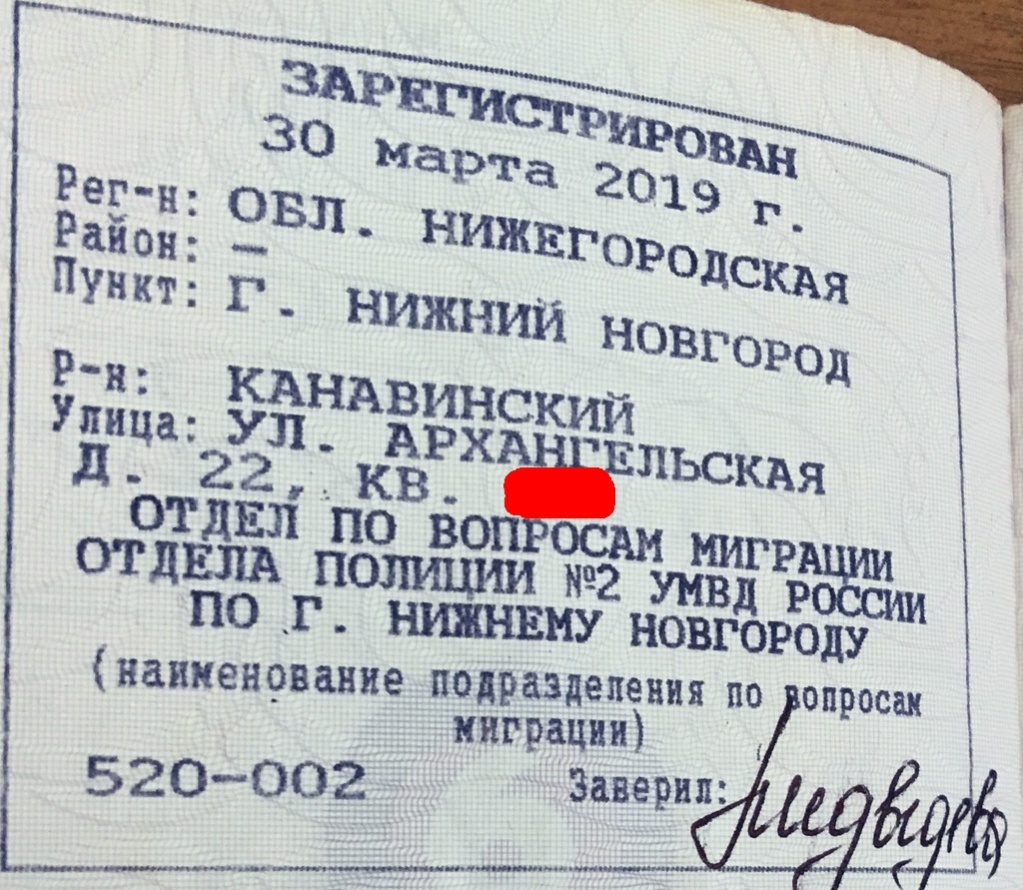 ЗАРЕГИСТРИРОВАН
30 марта 2019 г.
Рег-н: ОБЛ. НИЖЕГОРОДСКАЯ
Район: –
Пункт: Г. НИЖНИЙ НОВГОРОД
Р-н: КАНАВИНСКИЙ
Улица: УЛ. АРХАНГЕЛЬСКАЯ
Д. 22, КВ.
ОТДЕЛ ПО ВОПРОСАМ МИГРАЦИИ
ОТДЕЛА ПОЛИЦИИ №2 УМВД РОССИИ
ПО Г. НИЖНЕМУ НОВГОРОДУ
(наименование подразделения по вопросам
миграции)
520-002 Заверил: Медведева